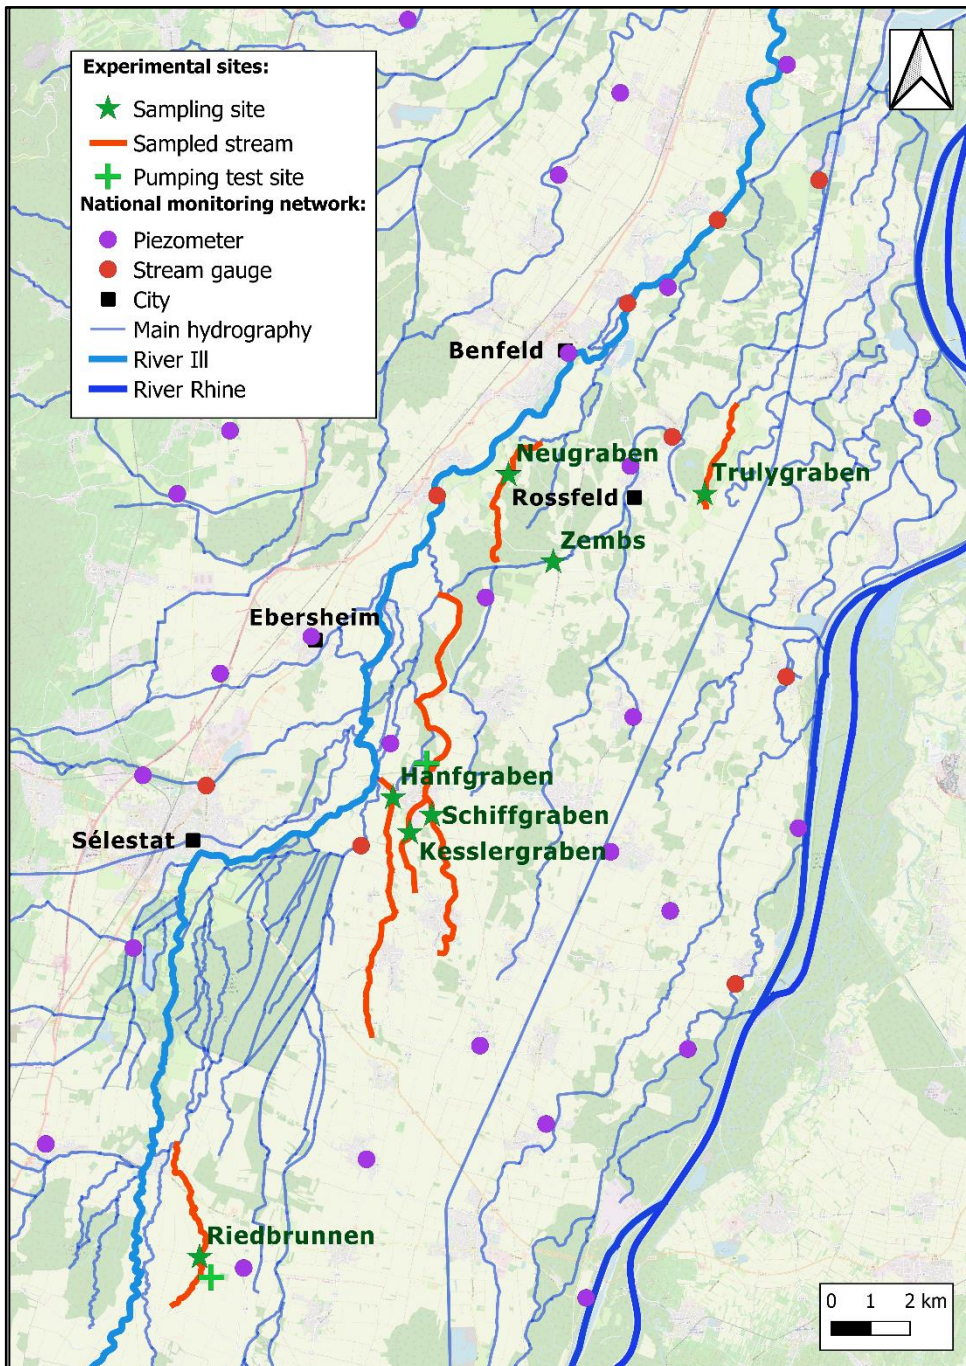 Experimental sites:
Sampling site
Sampled stream
Pumping test site
National monitoring network:
Piezometer
Stream gauge
City
Main hydrography
River Ill
River Rhine
Benfeld
Neugraben
Trulygraben
Rossfeld
Zembs
Ebersheim
Hanfgraben
Schiffgraben
Sélestat
Kesslergraben
Riedbrunnen
0 1 2 km